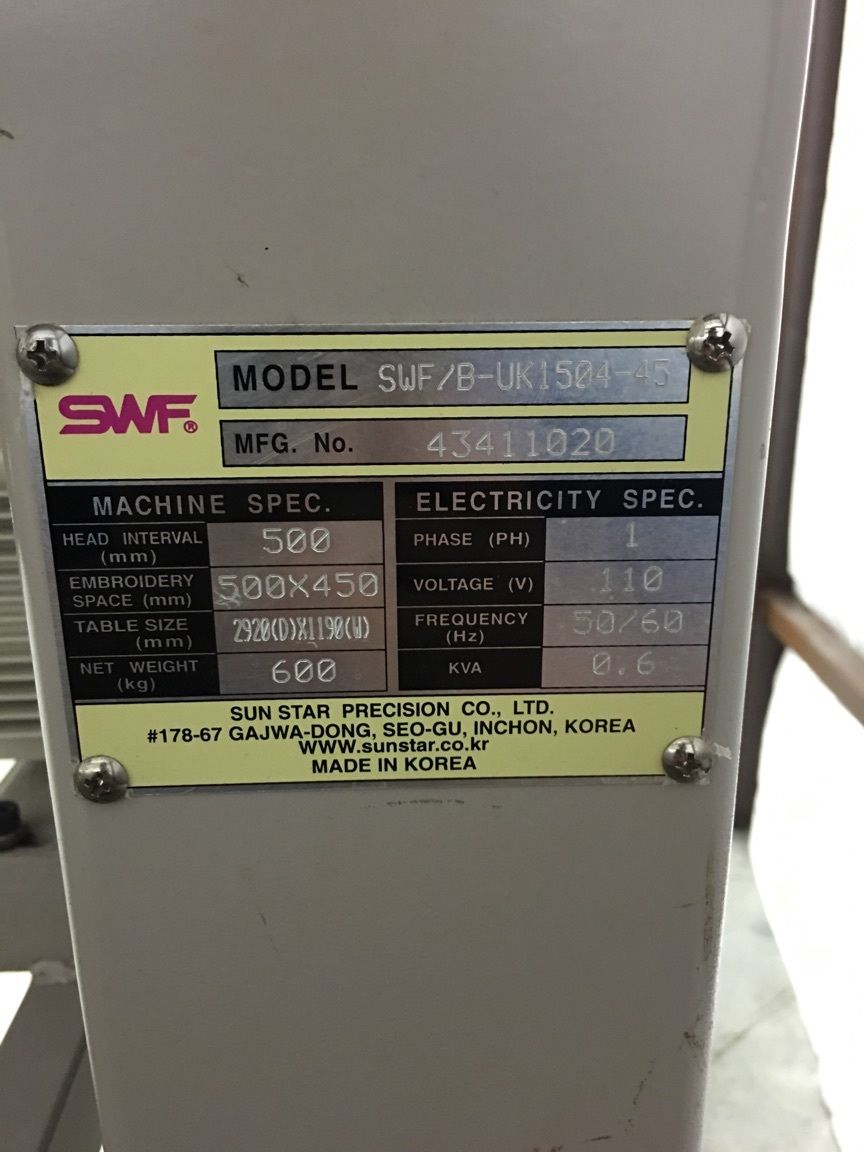 SWF®
MODEL SWF/B-UK1504-45
MFG. No. 43411020
MACHINE SPEC.
HEAD INTERVAL (mm) 500
EMBROIDERY SPACE (mm) 500X450
TABLE SIZE (mm) 2920(D)X1190(W)
NET WEIGHT (kg) 600
ELECTRICITY SPEC.
PHASE (PH) 1
VOLTAGE (V) 110
FREQUENCY (Hz) 50/60
KVA 0.6
SUN STAR PRECISION CO., LTD.
#178-67 GAJWA-DONG, SEO-GU, INCHON, KOREA
WWW.sunstar.co.kr
MADE IN KOREA